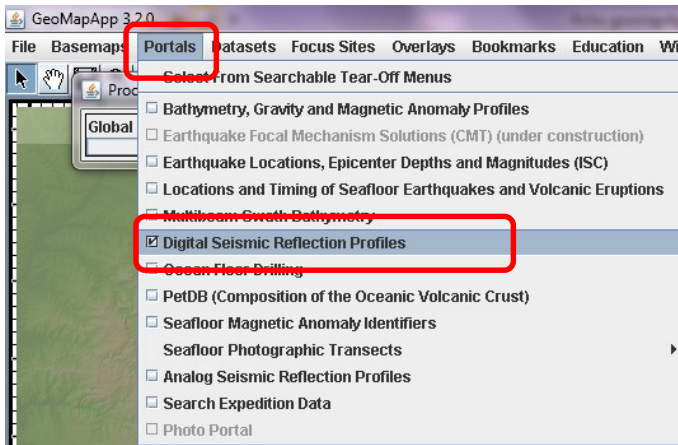 GeoMapApp 3.2.0
File Basemaps Portals Datasets Focus Sites Overlays Bookmarks Education Wi
Select From Searchable Tear-Off Menus
Proc
Global
Bathymetry, Gravity and Magnetic Anomaly Profiles
Earthquake Focal Mechanism Solutions (CMT) (under construction)
Earthquake Locations, Epicenter Depths and Magnitudes (ISC)
Locations and Timing of Seafloor Earthquakes and Volcanic Eruptions
Multibeam Swath Bathymetry
Digital Seismic Reflection Profiles
Ocean Floor Drilling
PetDB (Composition of the Oceanic Volcanic Crust)
Seafloor Magnetic Anomaly Identifiers
Seafloor Photographic Transects
Analog Seismic Reflection Profiles
Search Expedition Data
Photo Portal